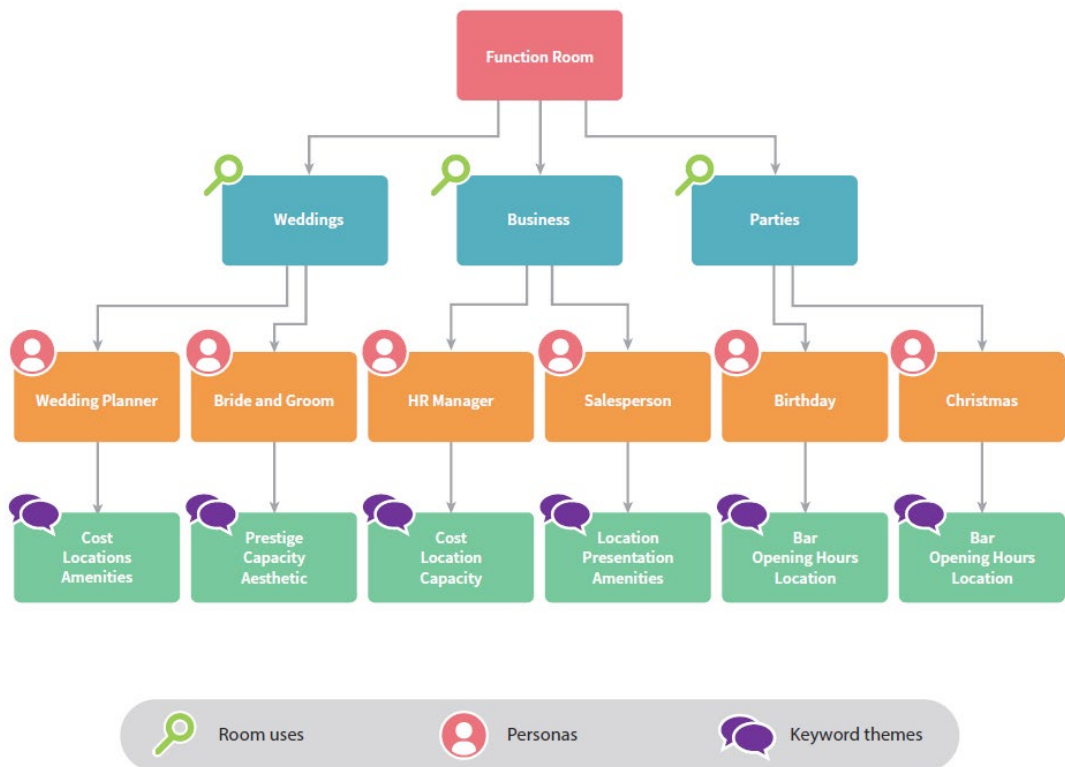 Function Room
Weddings
Business
Parties
Wedding Planner
Bride and Groom
HR Manager
Salesperson
Birthday
Christmas
Cost
Locations
Amenities
Prestige
Capacity
Aesthetic
Cost
Location
Capacity
Location
Presentation
Amenities
Bar
Opening Hours
Location
Bar
Opening Hours
Location
Room uses
Personas
Keyword themes